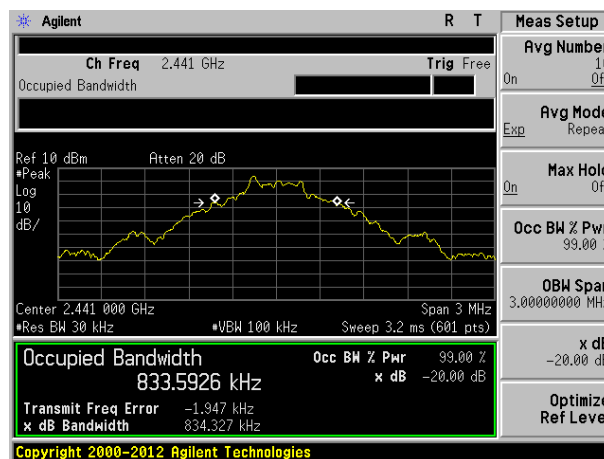 Agilent R T
Meas Setup
Ch Freq 2.441 GHz Trig Free
Occupied Bandwidth
Avg Number
On
Avg Mode
Exp Repea
Ref 10 dBm Atten 20 dB
#Peak
Log
10
dB/
Max Hold
On
Occ BW % Pwr
99.00
OBW Span
3.00000000 MH
Center 2.441 000 GHz Span 3 MHz
#Res BW 30 kHz #VBW 100 kHz Sweep 3.2 ms (601 pts)
x dB
-20.00 dB
Occupied Bandwidth
833.5926 kHz
Occ BW % Pwr 99.00 %
x dB -20.00 dB
Transmit Freq Error -1.947 kHz
x dB Bandwidth 834.327 kHz
Optimize
Ref Leve
Copyright 2000-2012 Agilent Technologies